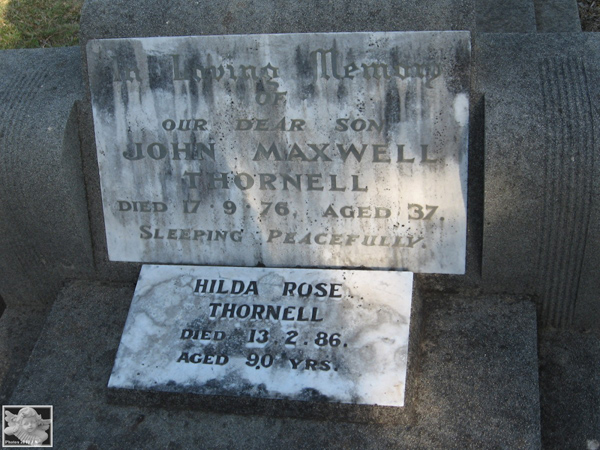 In Loving Memory
OF
OUR DEAR SON
JOHN MAXWELL
THORNELL
DIED 17.9.76. AGED 37.
SLEEPING PEACEFULLY.
HILDA ROSE
THORNELL
DIED 13.2.86.
AGED 90 YRS.